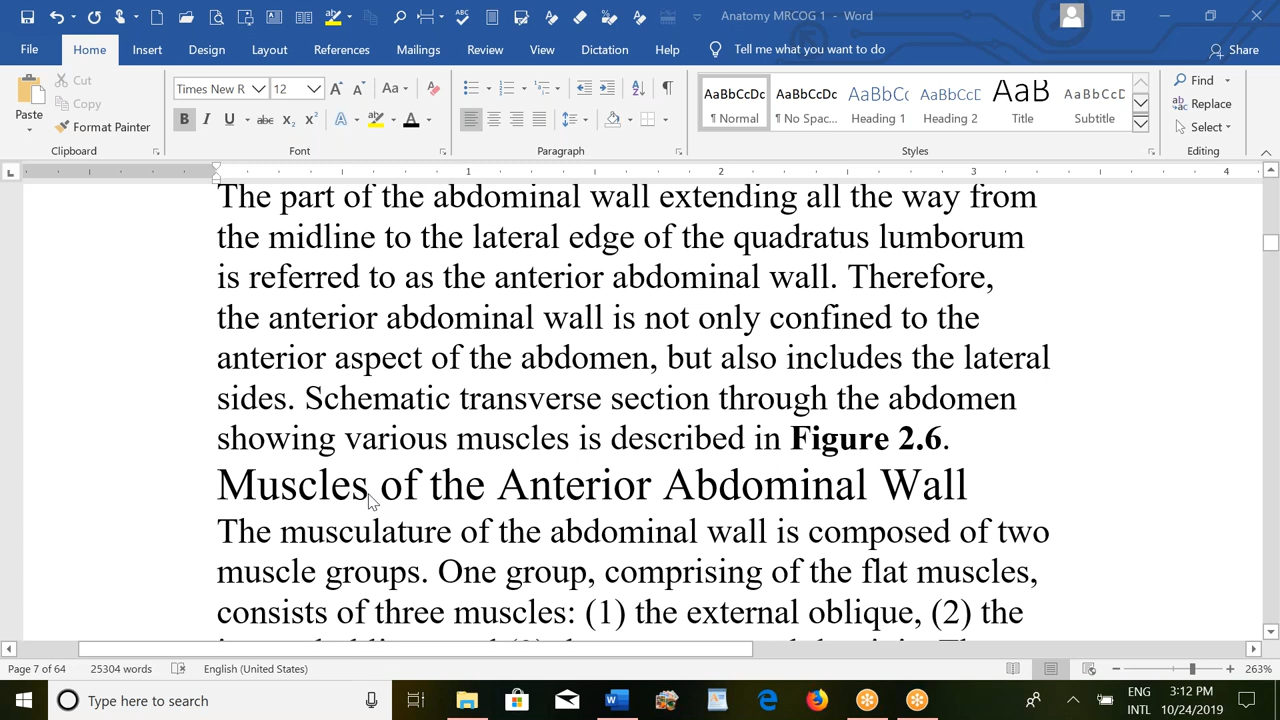 Anatomy MRCOG 1 - Word
File Home Insert Design Layout References Mailings Review View Dictation Help Tell me what you want to do Share
Paste
Cut
Copy
Format Painter
Times New R 12
AaBbCcDc AaBbCcDc AaBbCc AaBbCcD AaB AaBbCcD
¶ Normal ¶ No Spac... Heading 1 Heading 2 Title Subtitle
Find
Replace
Select
Clipboard Font Paragraph Styles Editing
1 2 3 4
The part of the abdominal wall extending all the way from
the midline to the lateral edge of the quadratus lumborum
is referred to as the anterior abdominal wall. Therefore,
the anterior abdominal wall is not only confined to the
anterior aspect of the abdomen, but also includes the lateral
sides. Schematic transverse section through the abdomen
showing various muscles is described in Figure 2.6.
Muscles of the Anterior Abdominal Wall
The musculature of the abdominal wall is composed of two
muscle groups. One group, comprising of the flat muscles,
consists of three muscles: (1) the external oblique, (2) the
Page 7 of 64 25304 words English (United States) 263%
Type here to search
ENG 3:12 PM
INTL 10/24/2019